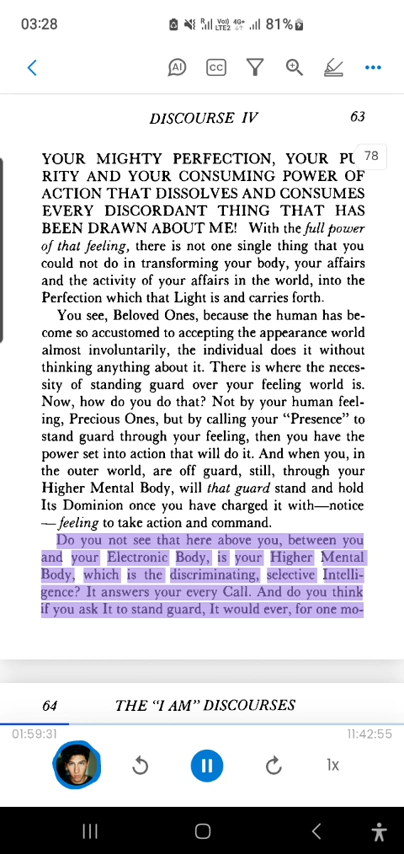 03:28
R LTE2 Vo)) 4G+ 81%
AI CC
DISCOURSE IV 63
78
YOUR MIGHTY PERFECTION, YOUR PU
RITY AND YOUR CONSUMING POWER OF
ACTION THAT DISSOLVES AND CONSUMES
EVERY DISCORDANT THING THAT HAS
BEEN DRAWN ABOUT ME! With the full power
of that feeling, there is not one single thing that you
could not do in transforming your body, your affairs
and the activity of your affairs in the world, into the
Perfection which that Light is and carries forth.
You see, Beloved Ones, because the human has be-
come so accustomed to accepting the appearance world
almost involuntarily, the individual does it without
thinking anything about it. There is where the neces-
sity of standing guard over your feeling world is.
Now, how do you do that? Not by your human feel-
ing, Precious Ones, but by calling your “Presence” to
stand guard through your feeling, then you have the
power set into action that will do it. And when you, in
the outer world, are off guard, still, through your
Higher Mental Body, will that guard stand and hold
Its Dominion once you have charged it with—notice
—feeling to take action and command.
Do you not see that here above you, between you
and your Electronic Body, is your Higher Mental
Body, which is the discriminating, selective Intelli-
gence? It answers your every Call. And do you think
if you ask It to stand guard, It would ever, for one mo-
64 THE “I AM” DISCOURSES
01:59:31 11:42:55
1x